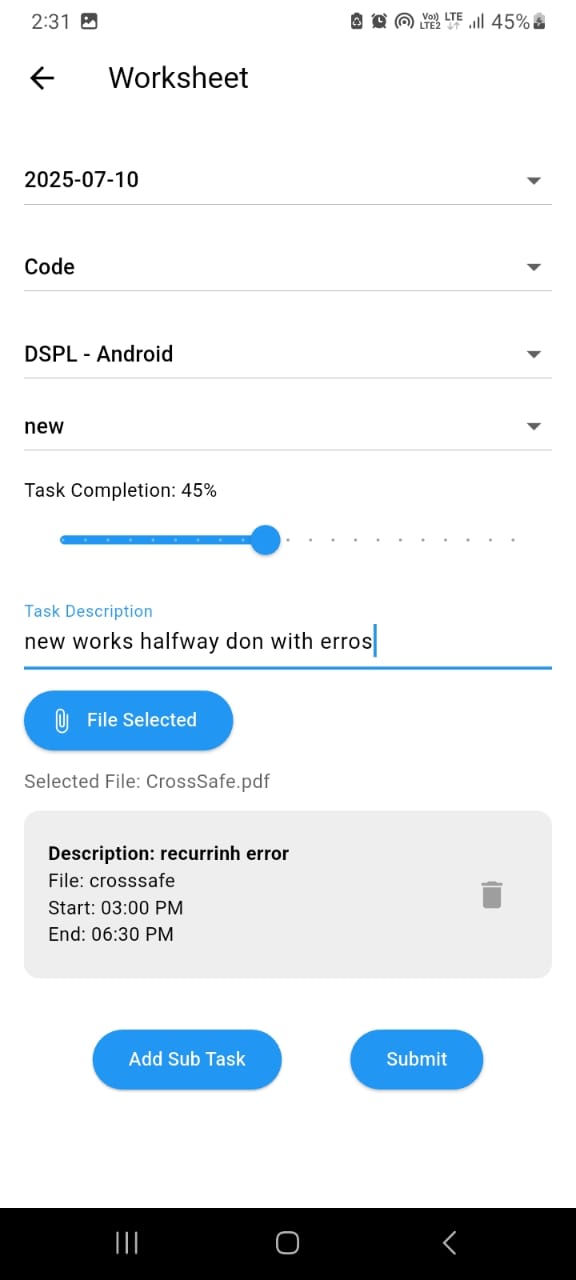 2:31
Vo)) LTE
LTE2
45%
Worksheet
2025-07-10
Code
DSPL - Android
new
Task Completion: 45%
Task Description
new works halfway don with erros
File Selected
Selected File: CrossSafe.pdf
Description: recurrinh error
File: crosssafe
Start: 03:00 PM
End: 06:30 PM
Add Sub Task
Submit